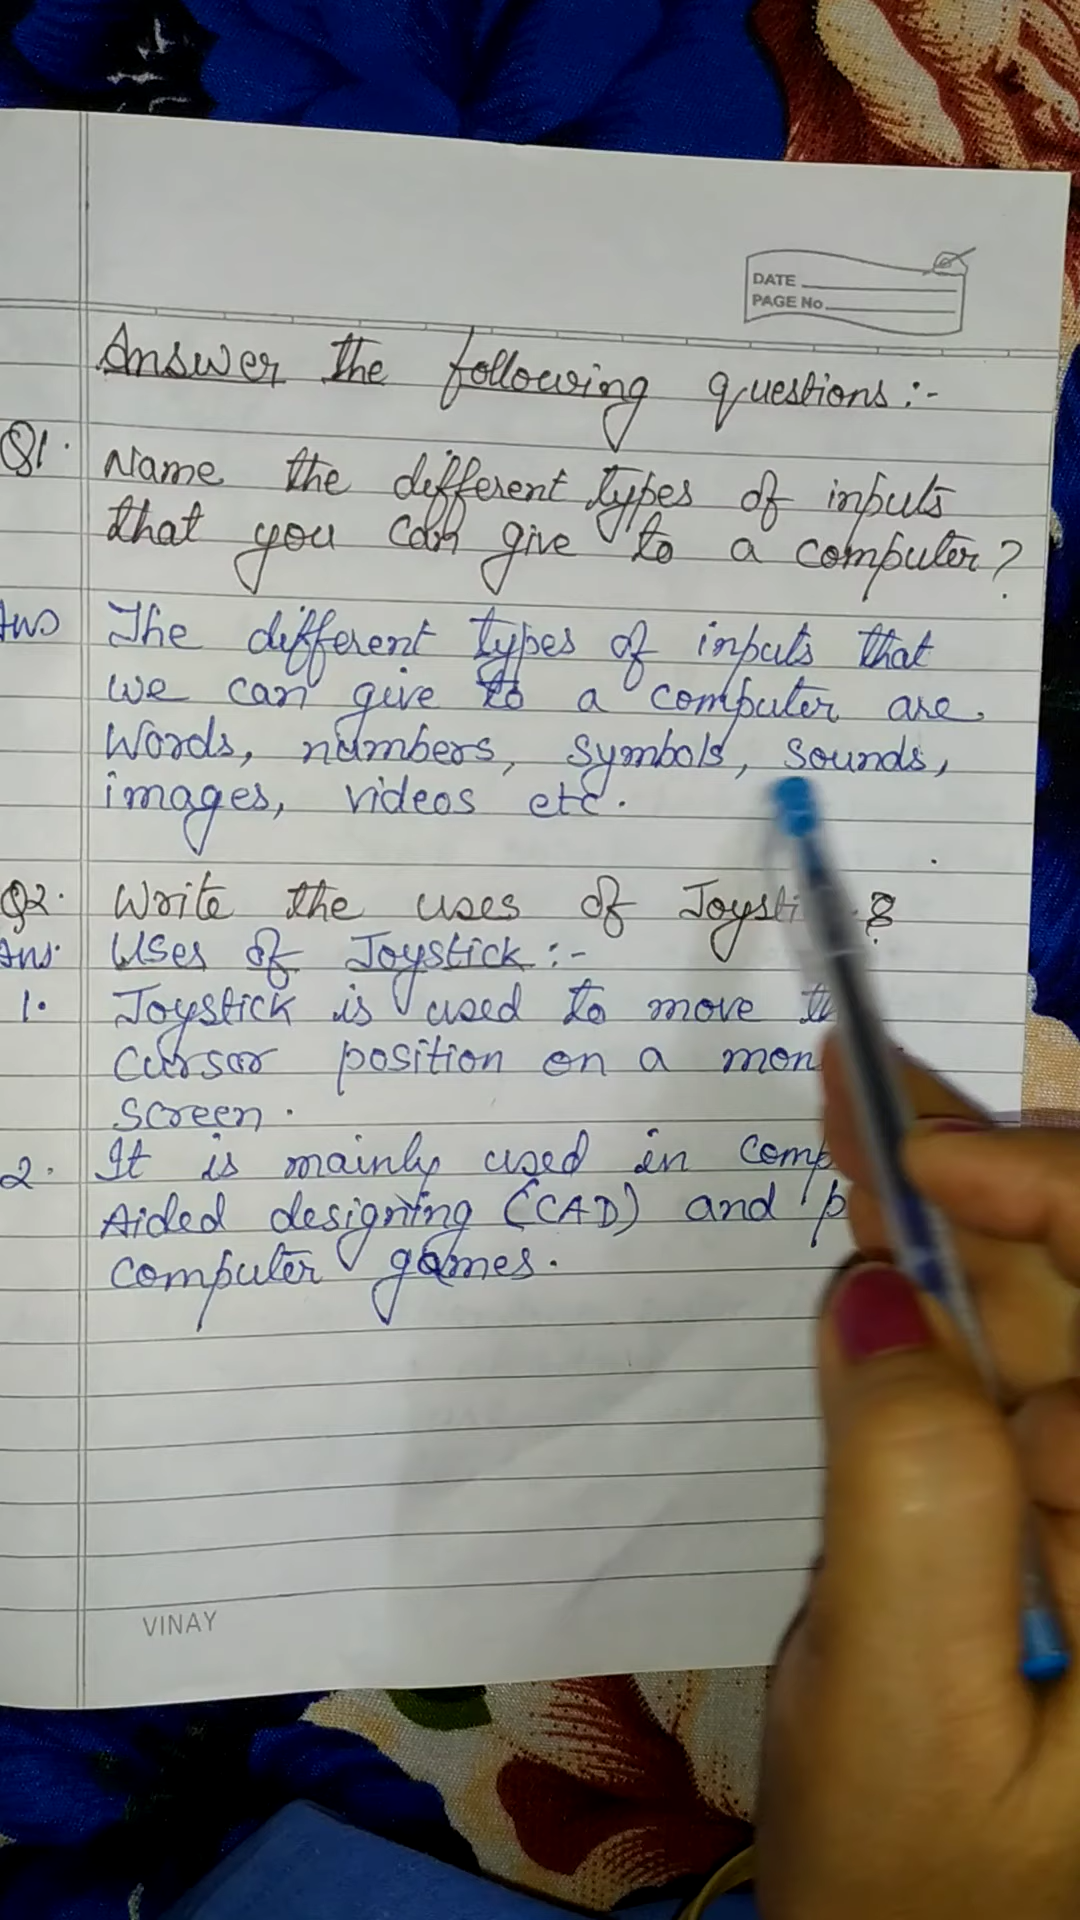 DATE
PAGE No.
Answer the following questions:-
Q1. Name the different types of inputs
that you can give to a computer?
Ans The different types of inputs that
we can give to a computer are
Words, numbers, symbols, sounds,
images, videos etc.
Q2. Write the uses of ?
Ans. Uses of Joystick:-
1. Joystick is used to move
cursor position on a
screen.
2. It is mainly used in
Aided designing (CAD) and
computer games.
VINAY